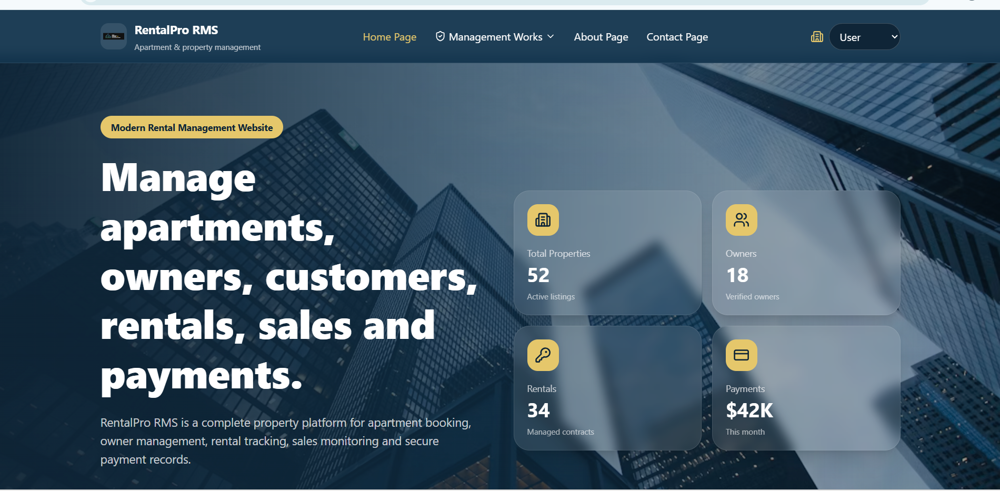 RentalPro RMS
Apartment & property management
Home Page
Management Works
About Page
Contact Page
User
Modern Rental Management Website
Manage
apartments,
owners, customers,
rentals, sales and
payments.
RentalPro RMS is a complete property platform for apartment booking,
owner management, rental tracking, sales monitoring and secure
payment records.
Total Properties
52
Active listings
Owners
18
Verified owners
Rentals
34
Managed contracts
Payments
$42K
This month